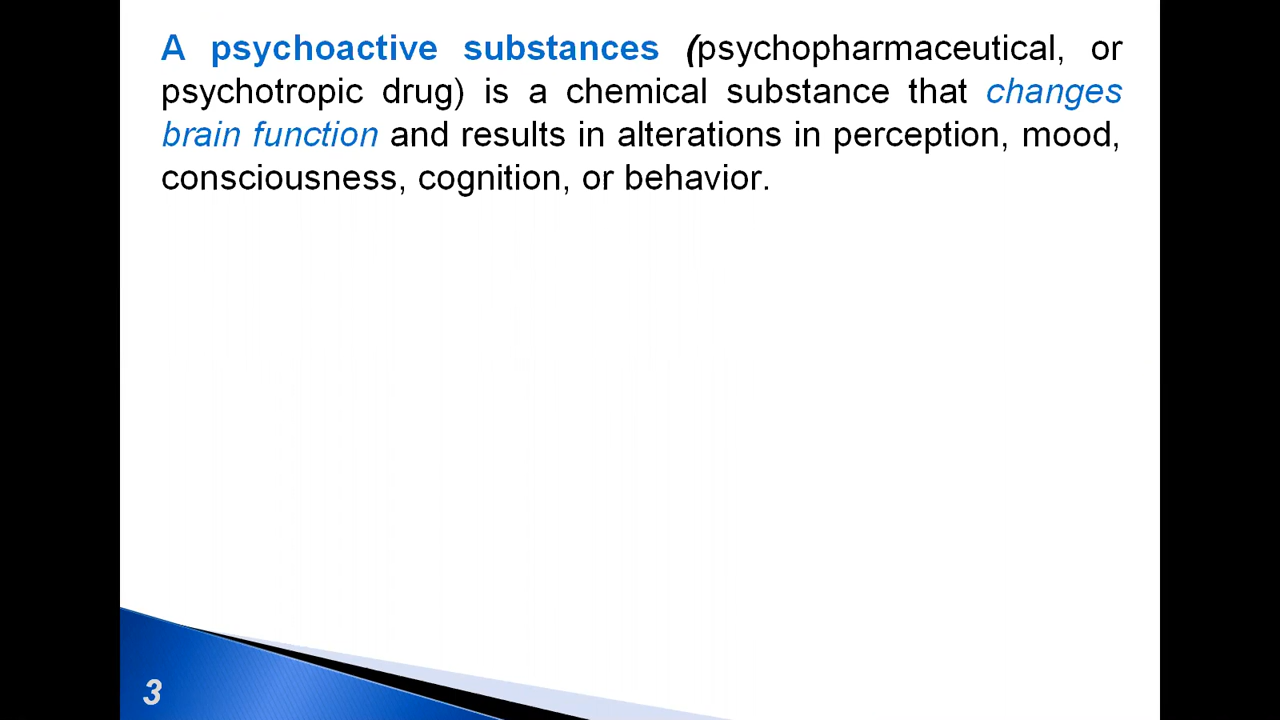 A psychoactive substances (psychopharmaceutical, or
psychotropic drug) is a chemical substance that changes
brain function and results in alterations in perception, mood,
consciousness, cognition, or behavior.
3